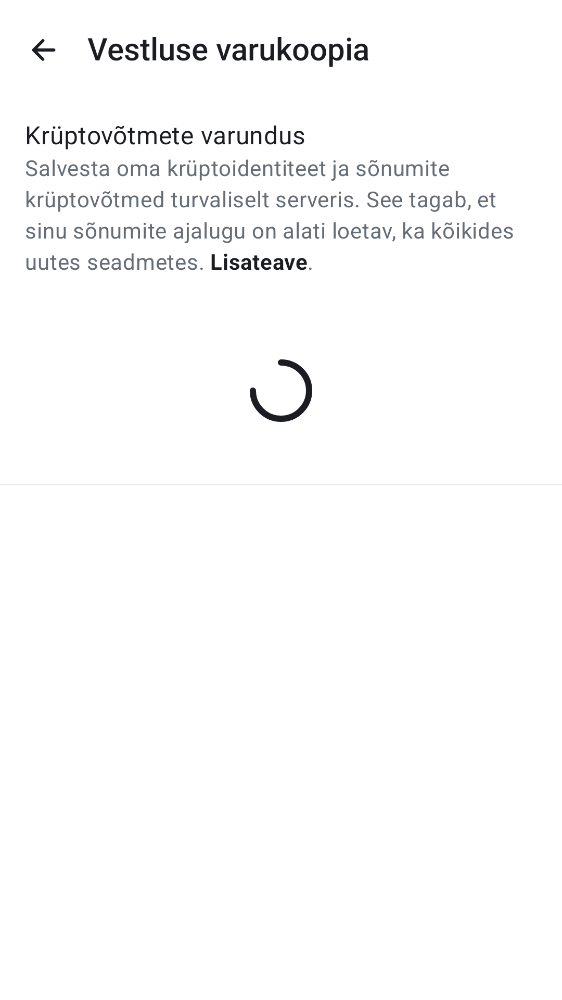 Vestluse varukoopia
Krüptovõtmete varundus
Salvesta oma krüptoidentiteet ja sõnumite
krüptovõtmed turvaliselt serveris. See tagab, et
sinu sõnumite ajalugu on alati loetav, ka kõikides
uutes seadmetes. Lisateave.